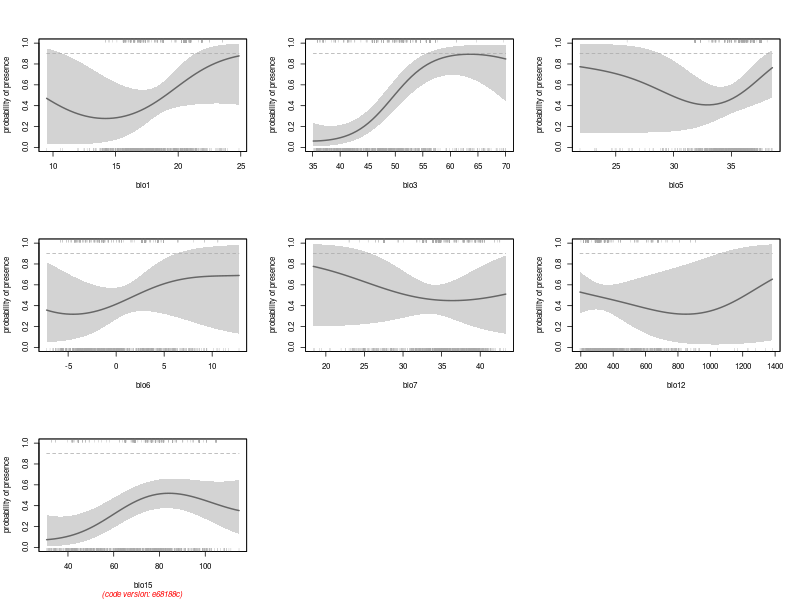 probability of presence
0.0 0.2 0.4 0.6 0.8 1.0
10 15 20 25
bio1
probability of presence
0.0 0.2 0.4 0.6 0.8 1.0
35 40 45 50 55 60 65 70
bio3
probability of presence
0.0 0.2 0.4 0.6 0.8 1.0
25 30 35
bio5
probability of presence
0.0 0.2 0.4 0.6 0.8 1.0
-5 0 5 10
bio6
probability of presence
0.0 0.2 0.4 0.6 0.8 1.0
20 25 30 35 40
bio7
probability of presence
0.0 0.2 0.4 0.6 0.8 1.0
200 400 600 800 1000 1200 1400
bio12
probability of presence
0.0 0.2 0.4 0.6 0.8 1.0
40 60 80 100
bio15
(code version: e68188c)